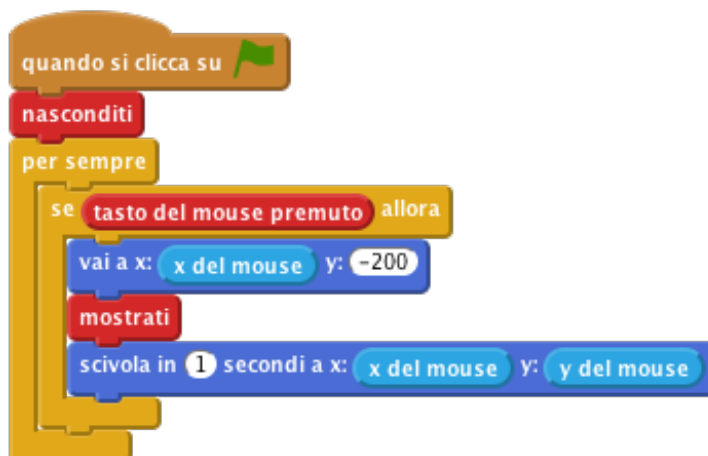 quando si clicca su
nasconditi
per sempre
se tasto del mouse premuto allora
vai a x: x del mouse y: -200
mostrati
scivola in 1 secondi a x: x del mouse y: y del mouse